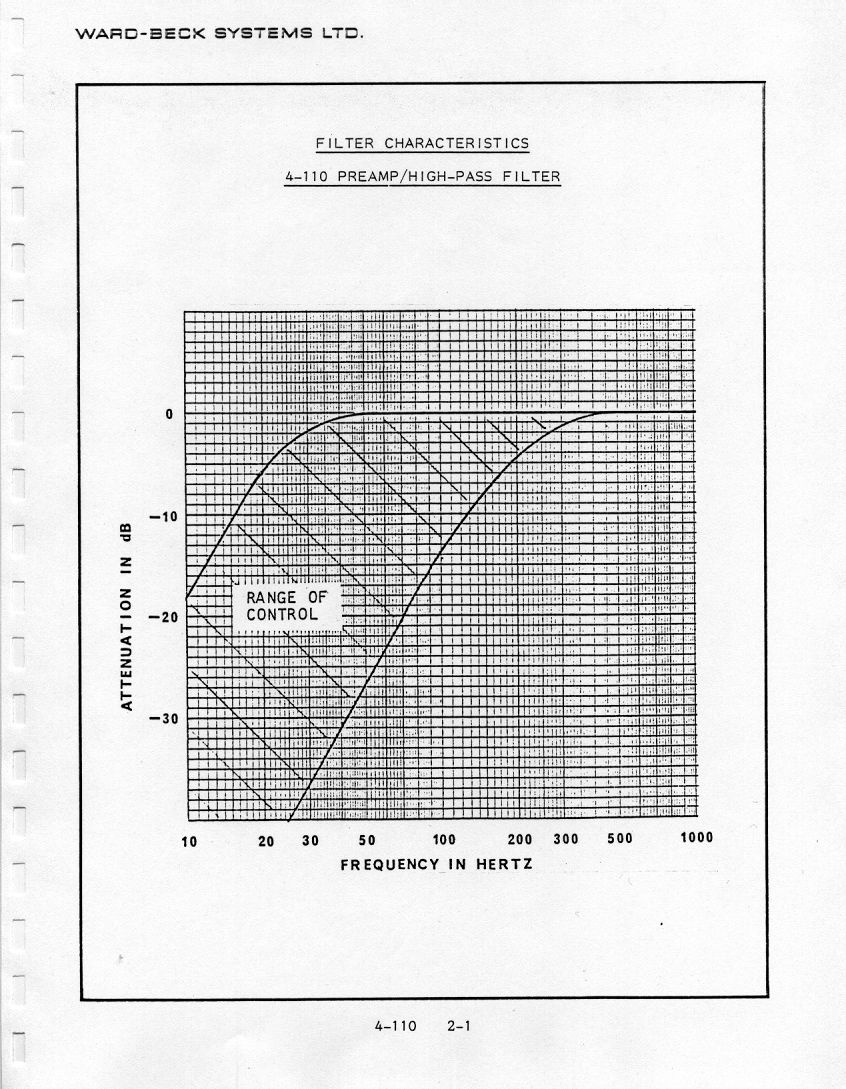 WARD-BECK SYSTEMS LTD.
FILTER CHARACTERISTICS
4-110 PREAMP/HIGH-PASS FILTER
0
-10
-20
-30
ATTENUATION IN dB
RANGE OF
CONTROL
10 20 30 50 100 200 300 500 1000
FREQUENCY IN HERTZ
4-110 2-1